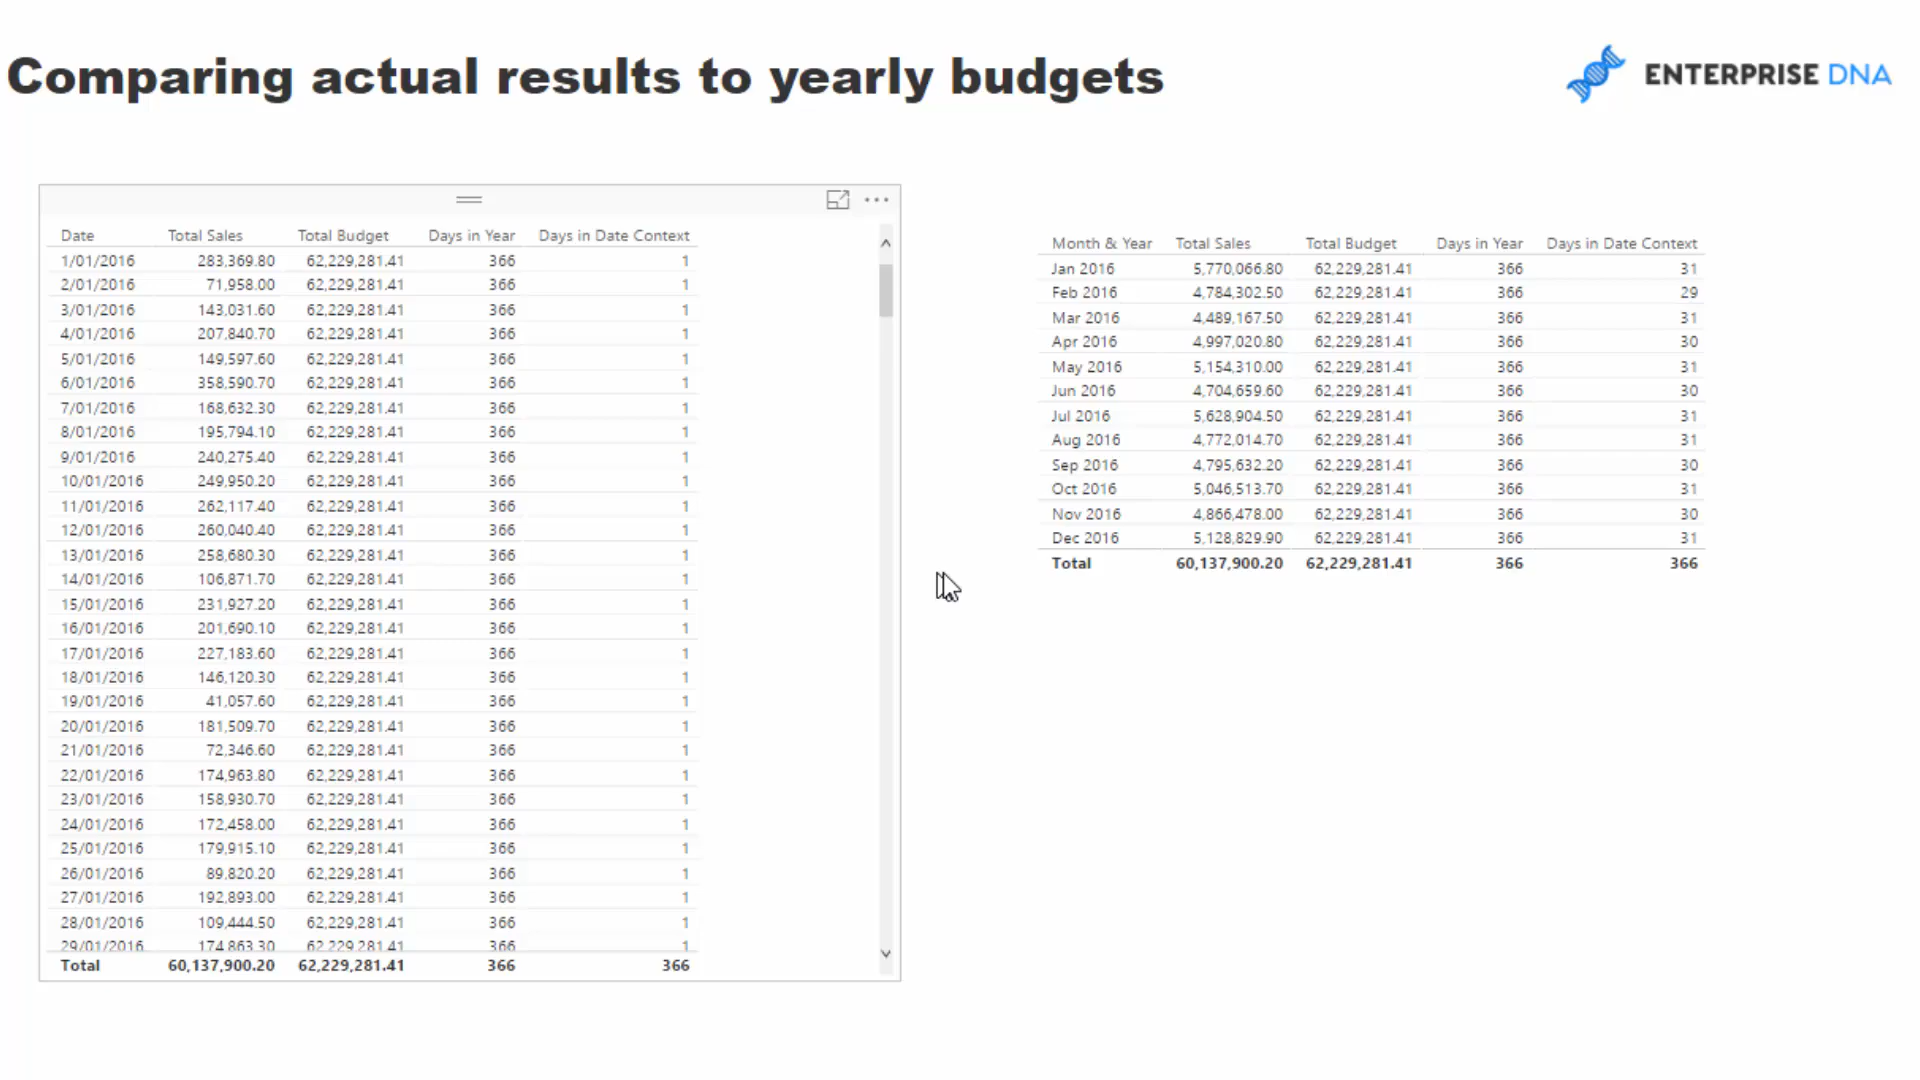 Comparing actual results to yearly budgets
ENTERPRISE DNA
Date Total Sales Total Budget Days in Year Days in Date Context
1/01/2016 283,369.80 62,229,281.41 366 1
2/01/2016 71,958.00 62,229,281.41 366 1
3/01/2016 143,031.60 62,229,281.41 366 1
4/01/2016 207,840.70 62,229,281.41 366 1
5/01/2016 149,597.60 62,229,281.41 366 1
6/01/2016 358,590.70 62,229,281.41 366 1
7/01/2016 168,632.30 62,229,281.41 366 1
8/01/2016 195,794.10 62,229,281.41 366 1
9/01/2016 240,275.40 62,229,281.41 366 1
10/01/2016 249,950.20 62,229,281.41 366 1
11/01/2016 262,117.40 62,229,281.41 366 1
12/01/2016 260,040.40 62,229,281.41 366 1
13/01/2016 258,680.30 62,229,281.41 366 1
14/01/2016 106,871.70 62,229,281.41 366 1
15/01/2016 231,927.20 62,229,281.41 366 1
16/01/2016 201,690.10 62,229,281.41 366 1
17/01/2016 227,183.60 62,229,281.41 366 1
18/01/2016 146,120.30 62,229,281.41 366 1
19/01/2016 41,057.60 62,229,281.41 366 1
20/01/2016 181,509.70 62,229,281.41 366 1
21/01/2016 72,346.60 62,229,281.41 366 1
22/01/2016 174,963.80 62,229,281.41 366 1
23/01/2016 158,930.70 62,229,281.41 366 1
24/01/2016 172,458.00 62,229,281.41 366 1
25/01/2016 179,915.10 62,229,281.41 366 1
26/01/2016 89,820.20 62,229,281.41 366 1
27/01/2016 192,893.00 62,229,281.41 366 1
28/01/2016 109,444.50 62,229,281.41 366 1
29/01/2016 174,863.30 62,229,281.41 366 1
Total 60,137,900.20 62,229,281.41 366 366
Month & Year Total Sales Total Budget Days in Year Days in Date Context
Jan 2016 5,770,066.80 62,229,281.41 366 31
Feb 2016 4,784,302.50 62,229,281.41 366 29
Mar 2016 4,489,167.50 62,229,281.41 366 31
Apr 2016 4,997,020.80 62,229,281.41 366 30
May 2016 5,154,310.00 62,229,281.41 366 31
Jun 2016 4,704,659.60 62,229,281.41 366 30
Jul 2016 5,628,904.50 62,229,281.41 366 31
Aug 2016 4,772,014.70 62,229,281.41 366 31
Sep 2016 4,795,632.20 62,229,281.41 366 30
Oct 2016 5,046,513.70 62,229,281.41 366 31
Nov 2016 4,866,478.00 62,229,281.41 366 30
Dec 2016 5,128,829.90 62,229,281.41 366 31
Total 60,137,900.20 62,229,281.41 366 366